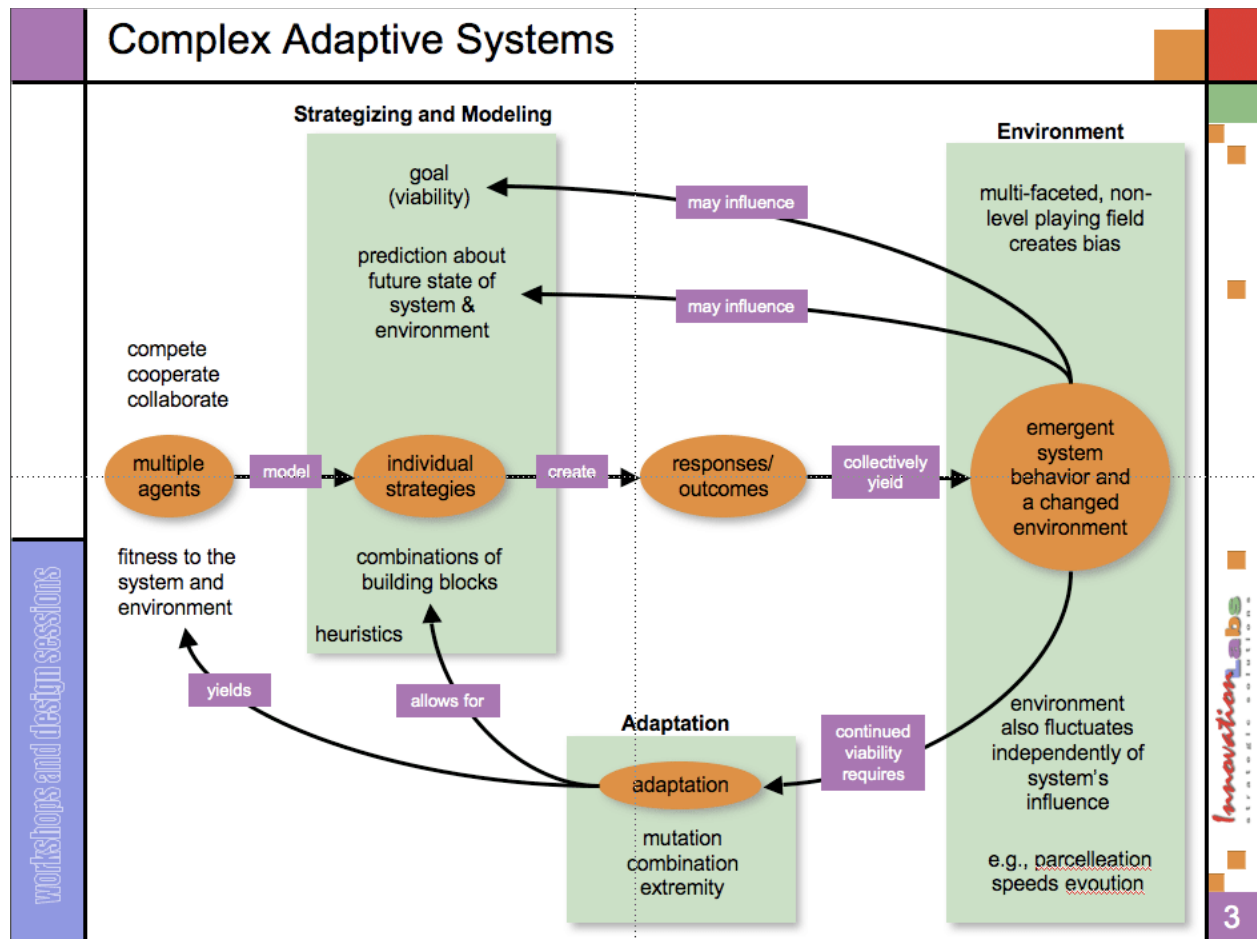 Complex Adaptive Systems
Strategizing and Modeling
goal
(viability)
prediction about
future state of
system &
environment
may influence
may influence
Environment
multi-faceted, non-
level playing field
creates bias
compete
cooperate
collaborate
multiple
agents
model
individual
strategies
create
responses/
outcomes
collectively
yield
emergent
system
behavior and
a changed
environment
fitness to the
system and
environment
combinations of
building blocks
heuristics
yields
allows for
Adaptation
adaptation
mutation
combination
extremity
continued
viability
requires
environment
also fluctuates
independently of
system's
influence
e.g., parcelleation
speeds evoution
workshops and design sessions
InnovationLabs
strategic solutions
3